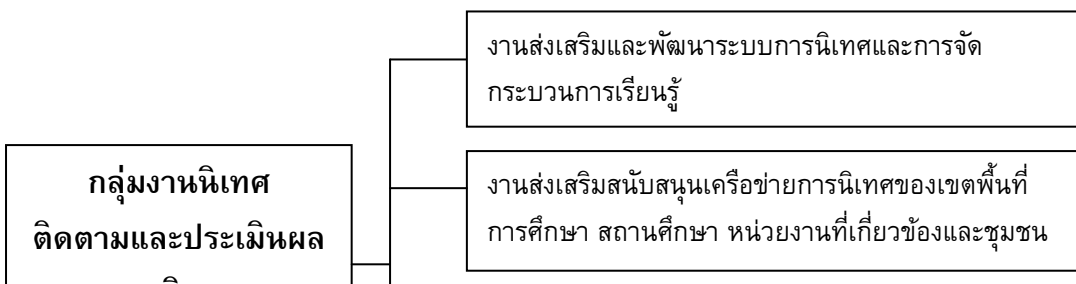 งานส่งเสริมและพัฒนาระบบการนิเทศและการจัด
กระบวนการเรียนรู้
กลุ่มงานนิเทศ
ติดตามและประเมินผล
งานส่งเสริมสนับสนุนเครือข่ายการนิเทศของเขตพื้นที่
การศึกษา สถานศึกษา หน่วยงานที่เกี่ยวข้องและชุมชน